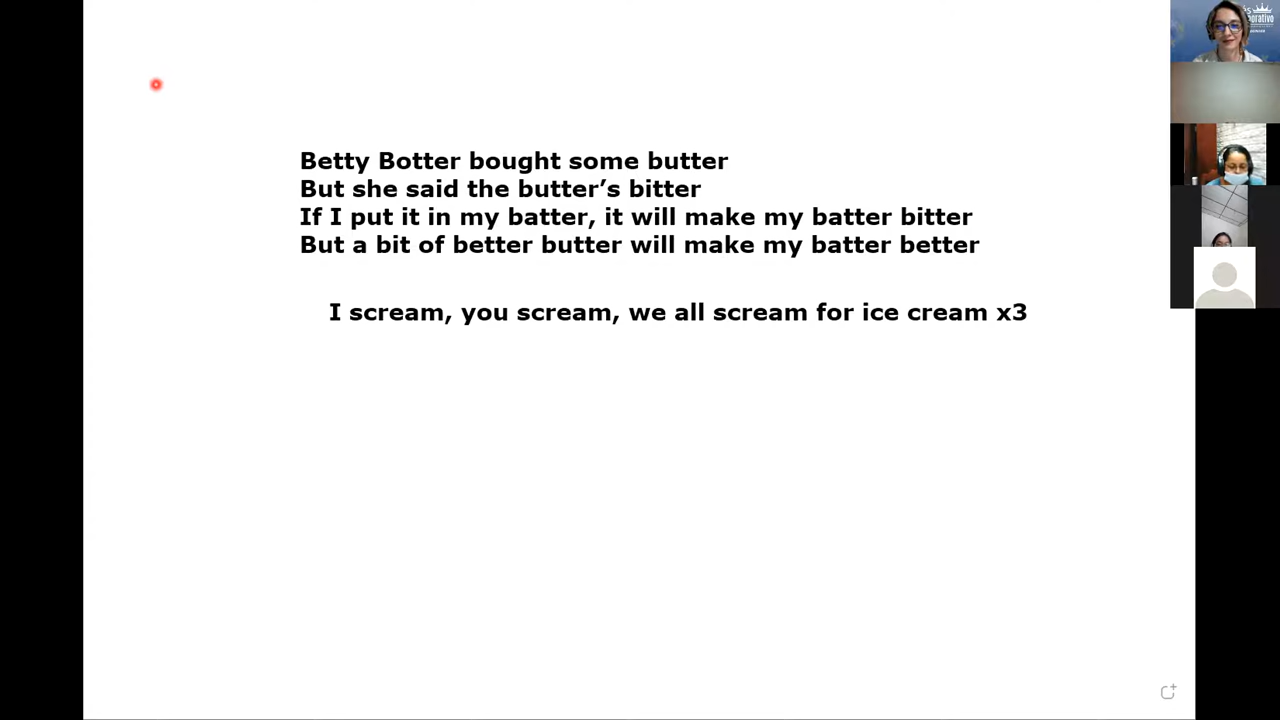 Betty Botter bought some butter
But she said the butter’s bitter
If I put it in my batter, it will make my batter bitter
But a bit of better butter will make my batter better
I scream, you scream, we all scream for ice cream x3